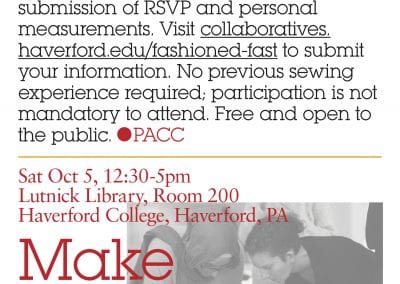 submission of RSVP and personal
measurements. Visit collaboratives.
haverford.edu/fashioned-fast to submit
your information. No previous sewing
experience required; participation is not
mandatory to attend. Free and open to
the public. ●PACC
Sat Oct 5, 12:30-5pm
Lutnick Library, Room 200
Haverford College, Haverford, PA
Make